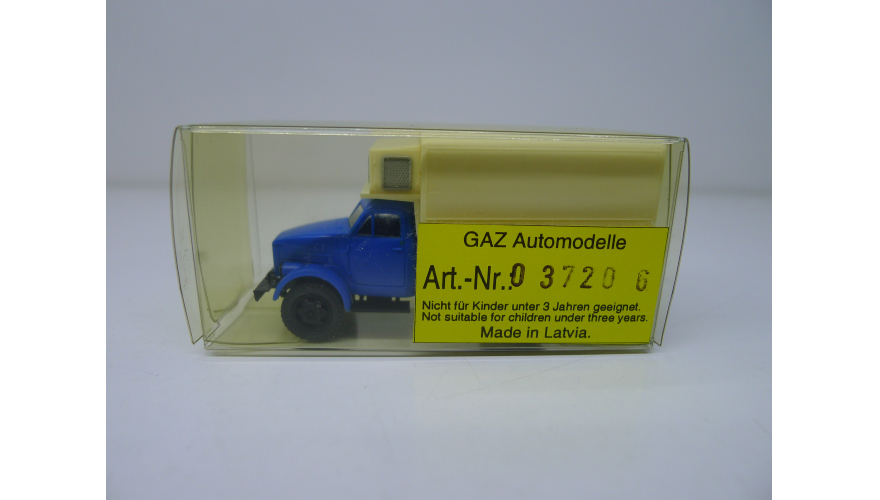 GAZ Automodelle
Art.-Nr.: 0 3720 6
Nicht für Kinder unter 3 Jahren geeignet.
Not suitable for children under three years.
Made in Latvia.